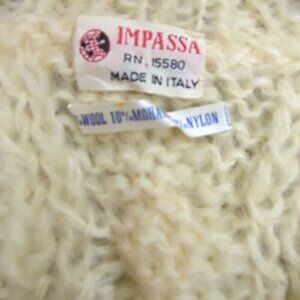 IMPASSA
RN. 15580
MADE IN ITALY
WOOL 10% MOHA NYLON